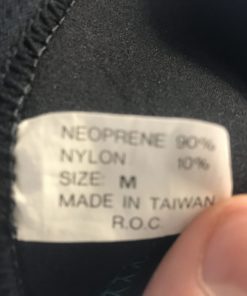 NEOPRENE 90%
NYLON 10%
SIZE: M
MADE IN TAIWAN
R.O.C